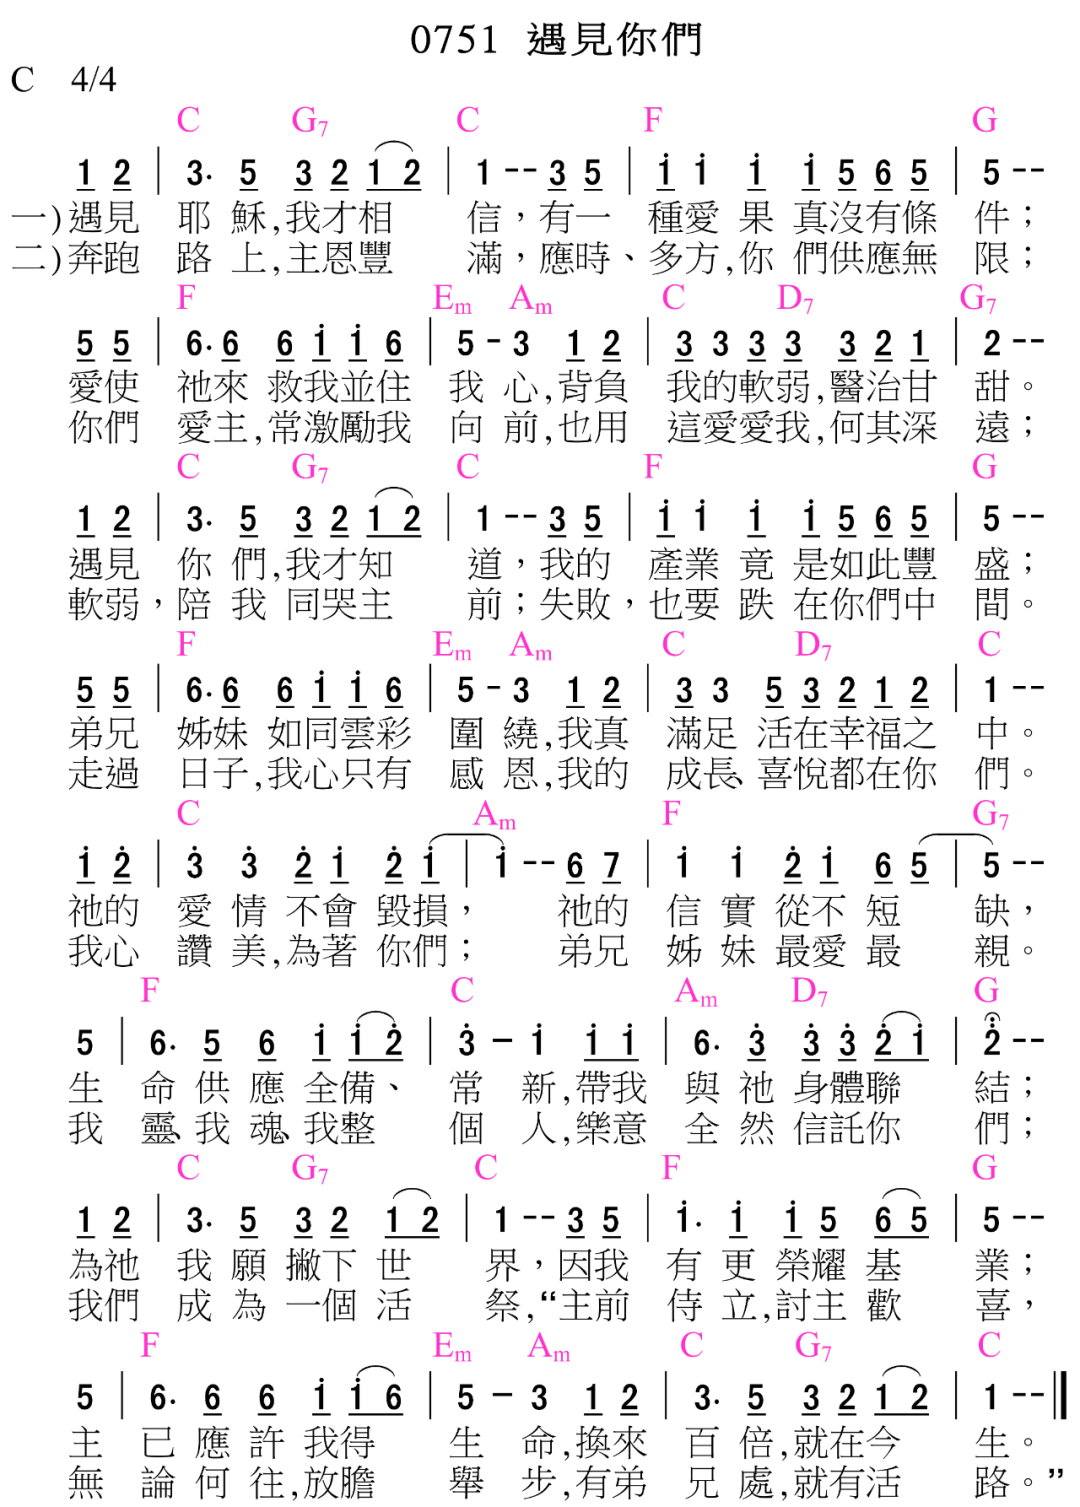 0751 遇見你們
C 4/4
C G7 C F G
1 2 | 3. 5 3 2 1 2 | 1 -- 3 5 | i i i i 5 6 5 | 5 --
一)遇見 耶 穌,我才相 信，有一 種愛 果 真沒有條 件；
二)奔跑 路 上,主恩豐 滿，應時、多方,你 們供應無 限；
F Em Am C D7 G7
5 5 | 6. 6 6 i i 6 | 5 - 3 1 2 | 3 3 3 3 3 2 1 | 2 --
愛使 祂來 救我並住 我 心,背負 我的軟弱,醫治甘 甜。
你們 愛主,常激勵我 向 前,也用 這愛愛我,何其深 遠；
C G7 C F G
1 2 | 3. 5 3 2 1 2 | 1 -- 3 5 | i i i i 5 6 5 | 5 --
遇見 你 們,我才知 道，我的 產業 竟 是如此豐 盛；
軟弱，陪 我 同哭主 前；失敗，也要 跌 在你們中 間。
F Em Am C D7 C
5 5 | 6. 6 6 i i 6 | 5 - 3 1 2 | 3 3 5 3 2 1 2 | 1 --
弟兄 姊妹 如同雲彩 圍 繞,我真 滿足 活在幸福之 中。
走過 日子,我心只有 感 恩,我的 成長、喜悅都在你 們。
C Am F G7
i 2̇ | 3̇ 3̇ 2̇ i 2̇ i | i -- 6 7 | i i 2̇ i 6 5 | 5 --
祂的 愛 情 不會 毀損， 祂的 信 實 從不 短 缺，
我心 讚 美,為著 你們； 弟兄 姊 妹 最愛 最 親。
F C Am D7 G
5 | 6. 5 6 i i 2̇ | 3̇ - i i i | 6. 3̇ 3̇ 3̇ 2̇ i | 2̇ --
生 命 供 應 全備、 常 新,帶我 與 祂 身體聯 結；
我 靈、我 魂、我整 個 人,樂意 全 然 信託你 們；
C G7 C F G
1 2 | 3. 5 3 2 1 2 | 1 -- 3 5 | i. i i 5 6 5 | 5 --
為祂 我 願 撇下 世 界，因我 有 更 榮耀 基 業；
我們 成 為 一個 活 祭,“主前 侍 立,討主 歡 喜，
F Em Am C G7 C
5 | 6. 6 6 i i 6 | 5 - 3 1 2 | 3. 5 3 2 1 2 | 1 --
主 已 應 許 我得 生 命,換來 百 倍,就在今 生。
無 論 何 往,放膽 舉 步,有弟 兄 處,就有活 路。”